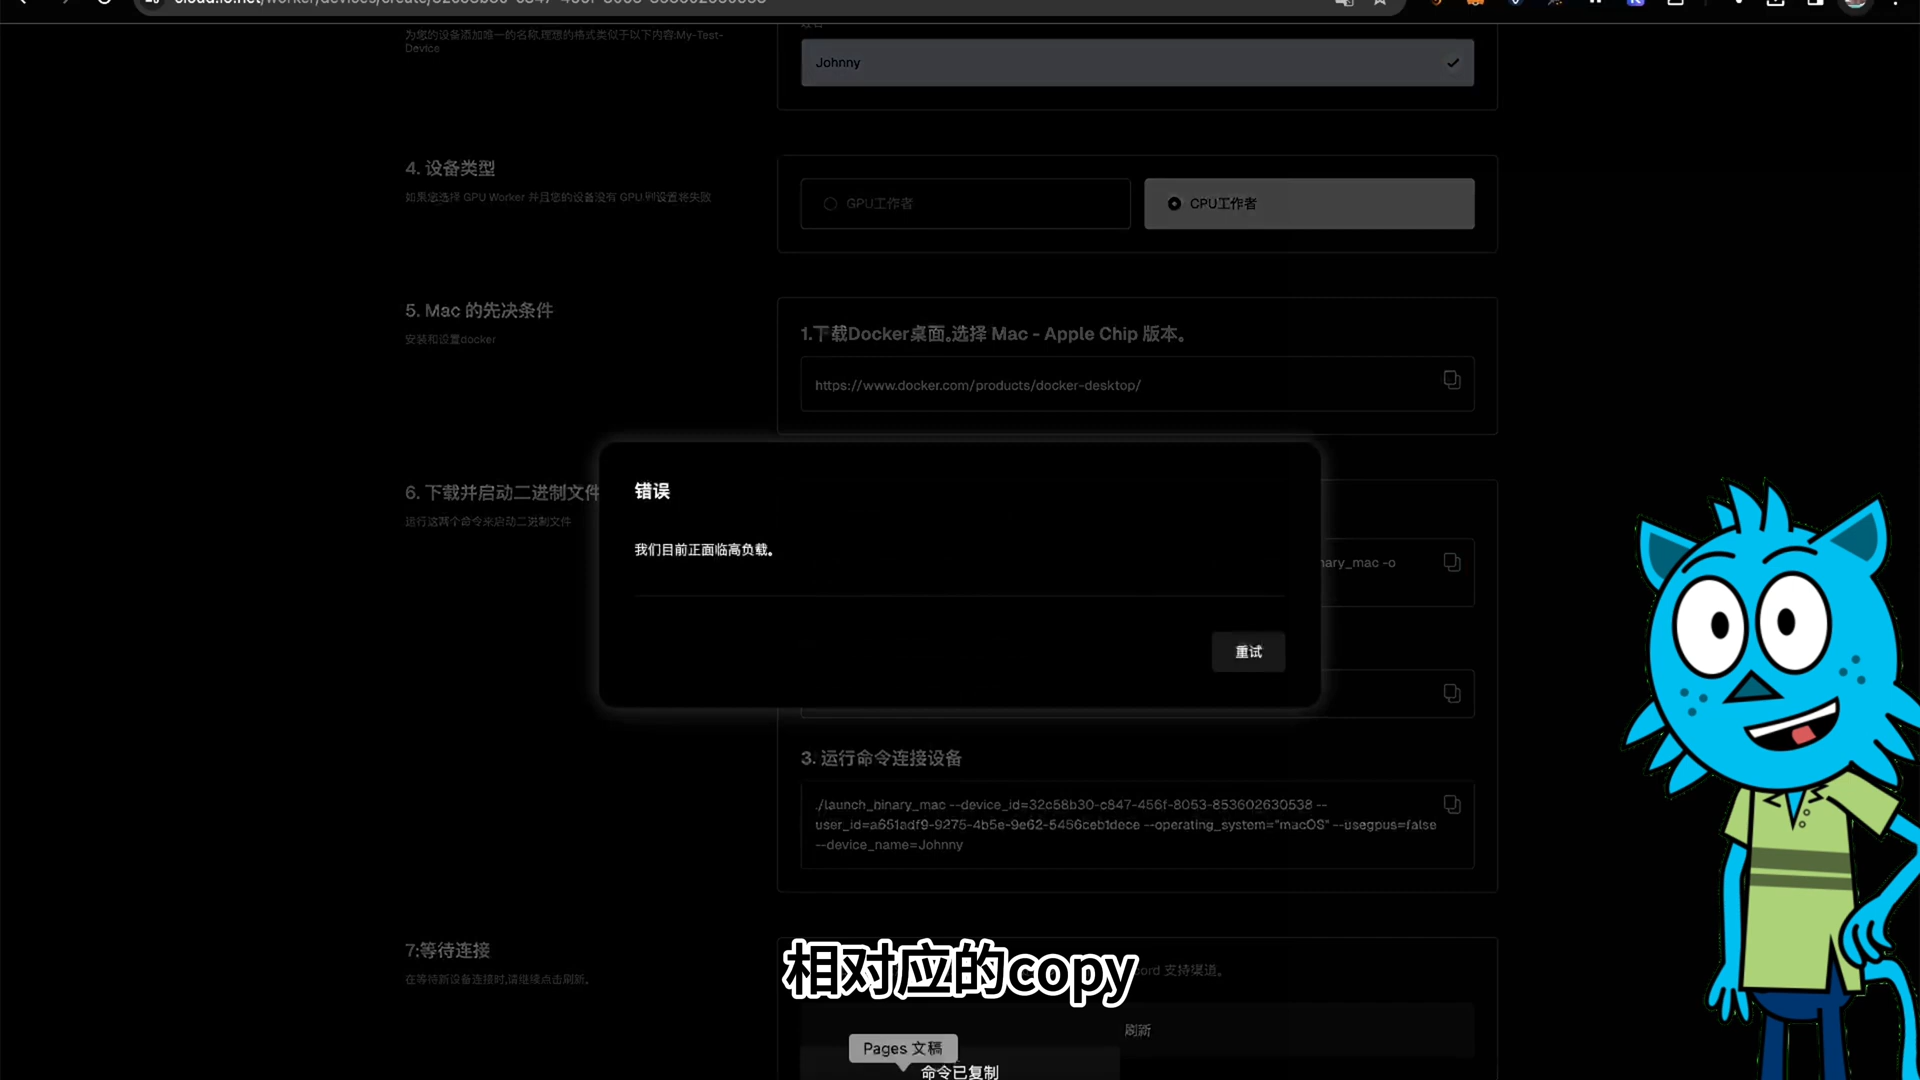 为您的设备添加唯一的名称,理想的格式类似于以下内容:My-Test-
Device
Johnny
4. 设备类型
如果您选择 GPU Worker 并且您的设备没有 GPU 则设置将失败
GPU工作者
CPU工作者
5. Mac 的先决条件
安装和设置docker
1.下载Docker桌面。选择 Mac - Apple Chip 版本。
https://www.docker.com/products/docker-desktop/
6. 下载并启动二进制文件
运行这两个命令来启动二进制文件
nary_mac -o
错误
我们目前正面临高负载。
重试
3. 运行命令连接设备
./launch_binary_mac --device_id=32c58b30-c847-456f-8053-853602630538 --
user_id=a651adf9-9275-4b5e-9e62-5456ceb1dece --operating_system="macOS" --usegpus=false
--device_name=Johnny
7:等待连接
在等待新设备连接时,请继续点击刷新。
cord 支持渠道。
相对应的copy
刷新
Pages 文稿
命令已复制